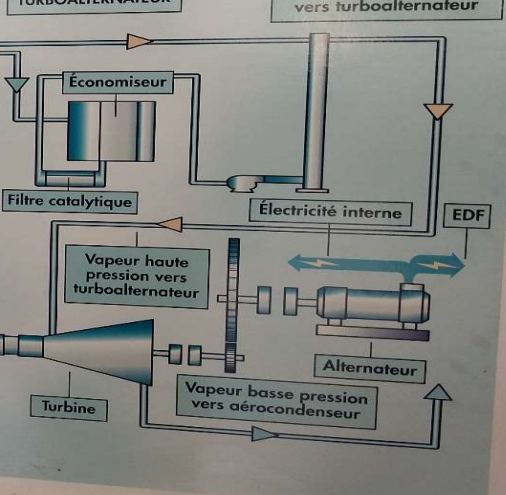 TURBOALTERNATEUR
vers turboalternateur
Économiseur
Filtre catalytique
Électricité interne
EDF
Vapeur haute
pression vers
turboalternateur
Alternateur
Vapeur basse pression
vers aérocondenseur
Turbine